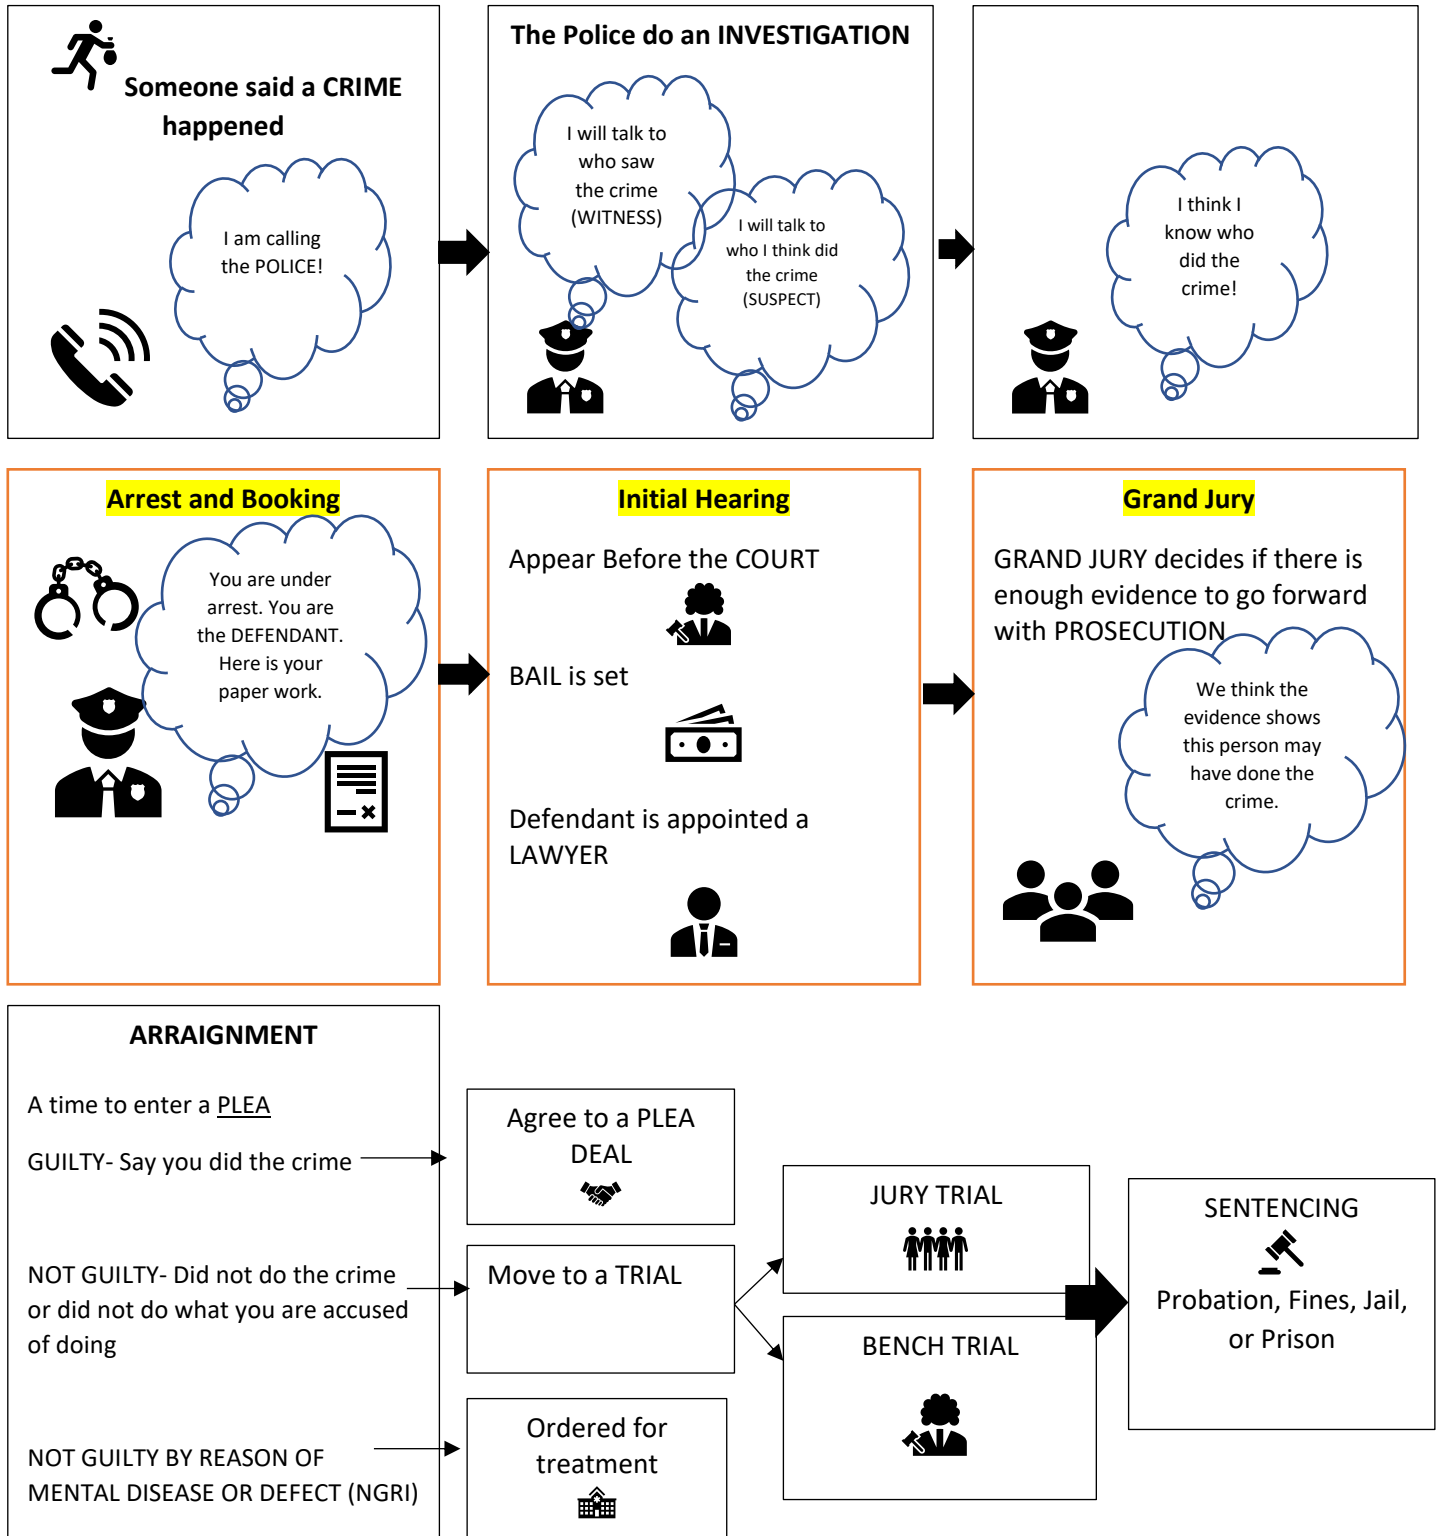 Someone said a CRIME
happened
I am calling
the POLICE!
The Police do an INVESTIGATION
I will talk to
who saw
the crime
(WITNESS)
I will talk to
who I think did
the crime
(SUSPECT)
I think I
know who
did the
crime!
Arrest and Booking
You are under
arrest. You are
the DEFENDANT.
Here is your
paper work.
Initial Hearing
Appear Before the COURT
BAIL is set
Defendant is appointed a
LAWYER
Grand Jury
GRAND JURY decides if there is
enough evidence to go forward
with PROSECUTION
We think the
evidence shows
this person may
have done the
crime.
ARRAIGNMENT
A time to enter a PLEA
GUILTY- Say you did the crime
NOT GUILTY- Did not do the crime
or did not do what you are accused
of doing
NOT GUILTY BY REASON OF
MENTAL DISEASE OR DEFECT (NGRI)
Agree to a PLEA
DEAL
Move to a TRIAL
Ordered for
treatment
JURY TRIAL
BENCH TRIAL
SENTENCING
Probation, Fines, Jail,
or Prison